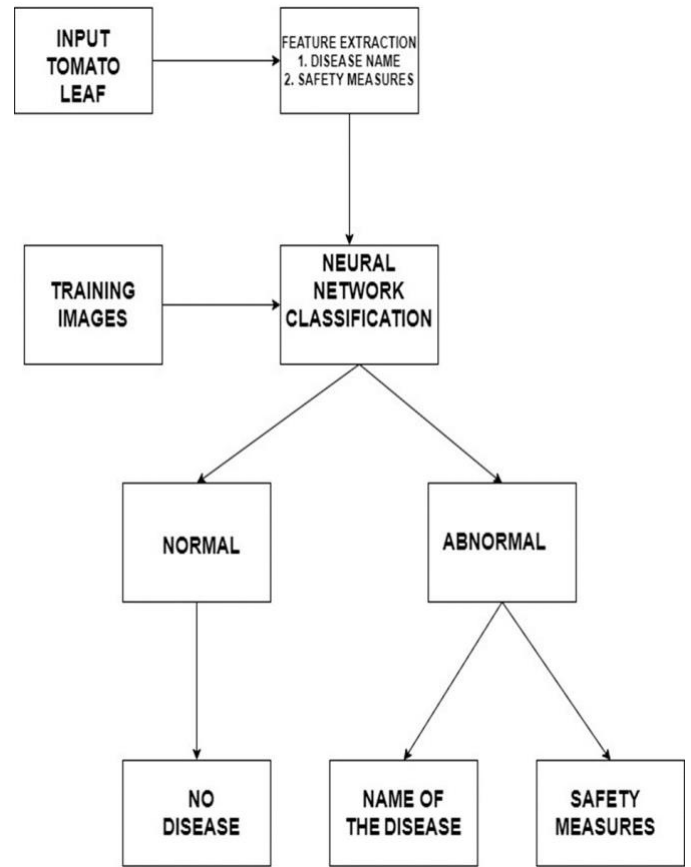 INPUT
TOMATO
LEAF
FEATURE EXTRACTION
1. DISEASE NAME
2. SAFETY MEASURES
TRAINING
IMAGES
NEURAL
NETWORK
CLASSIFICATION
NORMAL
ABNORMAL
NO
DISEASE
NAME OF
THE DISEASE
SAFETY
MEASURES